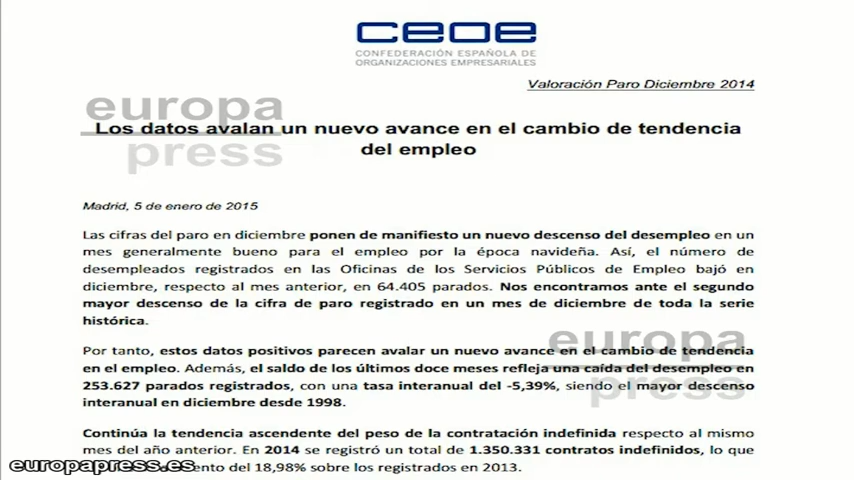 ceoe
CONFEDERACIÓN ESPAÑOLA DE
ORGANIZACIONES EMPRESARIALES
Valoración Paro Diciembre 2014
europa
press
Los datos avalan un nuevo avance en el cambio de tendencia
del empleo
Madrid, 5 de enero de 2015
Las cifras del paro en diciembre ponen de manifiesto un nuevo descenso del desempleo en un
mes generalmente bueno para el empleo por la época navideña. Así, el número de
desempleados registrados en las Oficinas de los Servicios Públicos de Empleo bajó en
diciembre, respecto al mes anterior, en 64.405 parados. Nos encontramos ante el segundo
mayor descenso de la cifra de paro registrado en un mes de diciembre de toda la serie
histórica.
europa
press
Por tanto, estos datos positivos parecen avalar un nuevo avance en el cambio de tendencia
en el empleo. Además, el saldo de los últimos doce meses refleja una caída del desempleo en
253.627 parados registrados, con una tasa interanual del -5,39%, siendo el mayor descenso
interanual en diciembre desde 1998.
Continúa la tendencia ascendente del peso de la contratación indefinida respecto al mismo
mes del año anterior. En 2014 se registró un total de 1.350.331 contratos indefinidos, lo que
europapress.es
del 18,98% sobre los registrados en 2013.